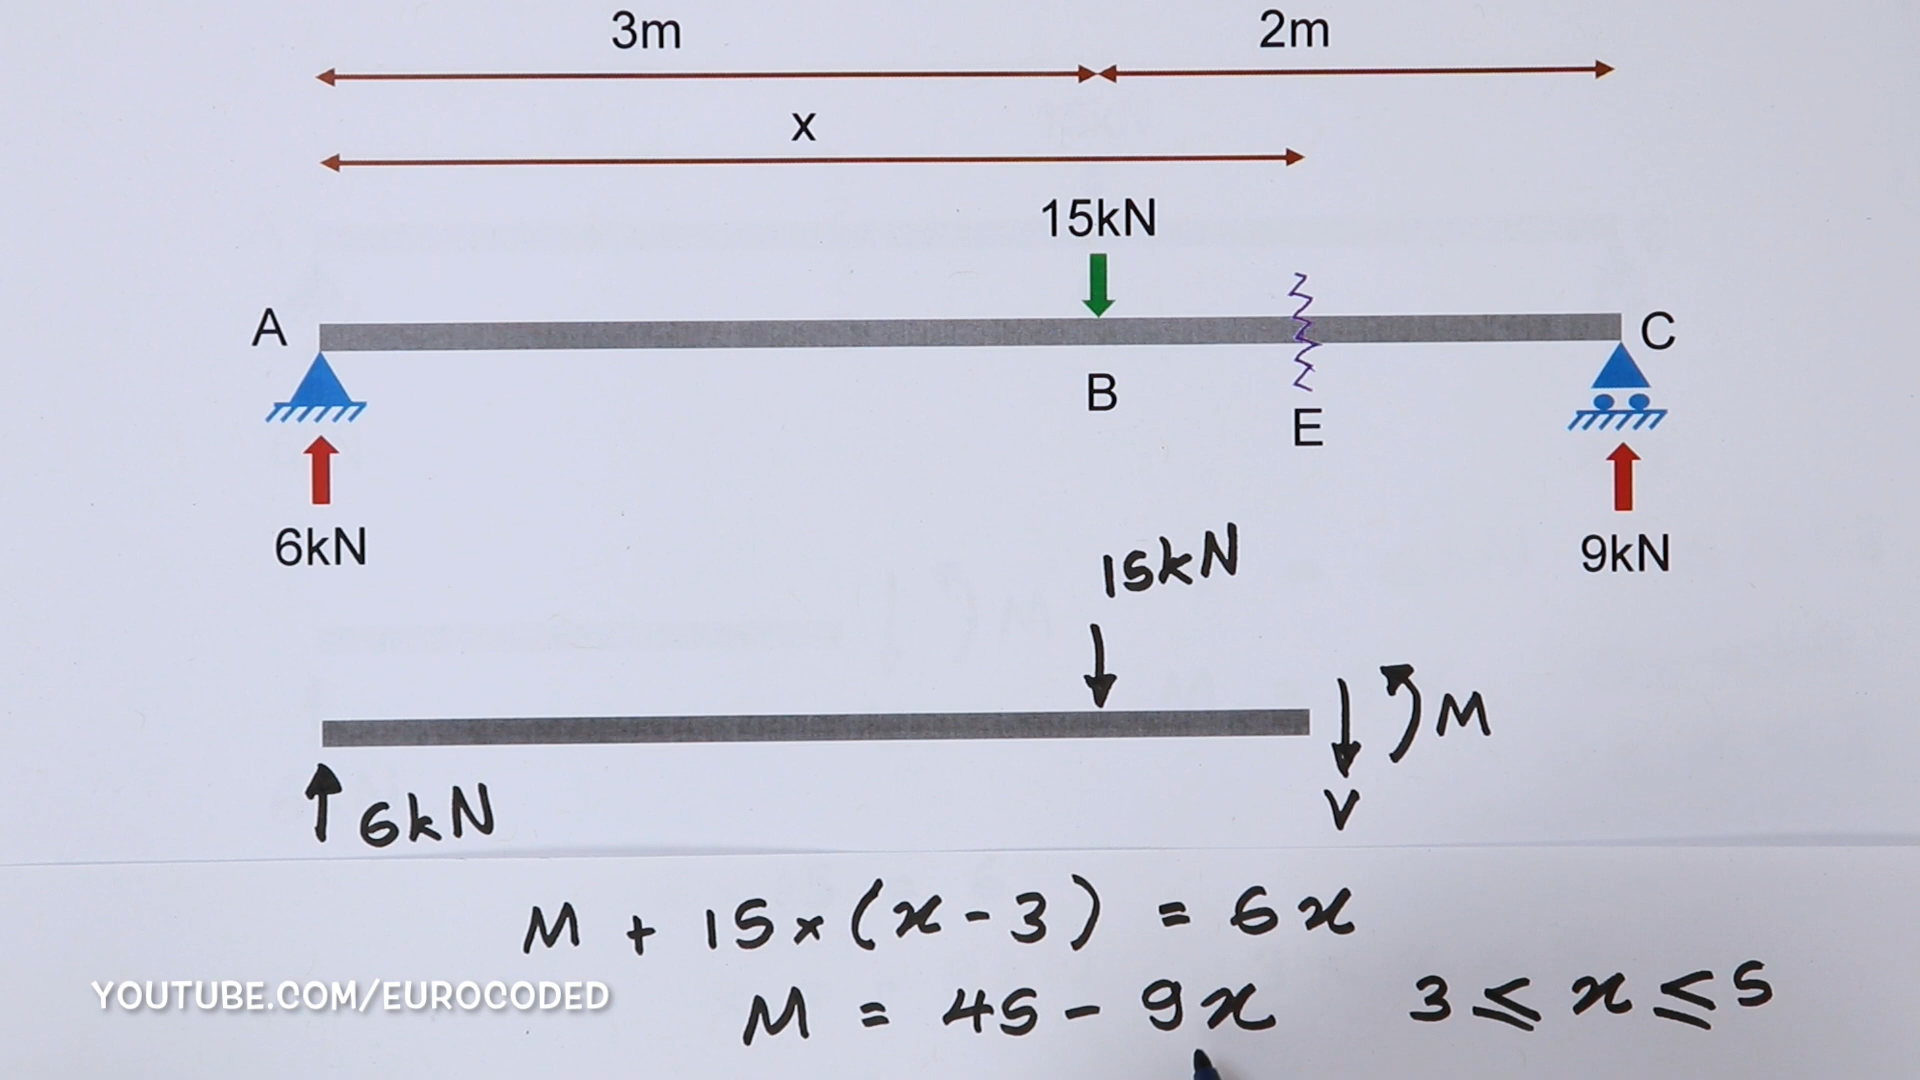 3m 2m
x
15kN
A C
B
E
6kN 9kN
15kN
M
V
6kN
M + 15×(x-3) = 6x
YOUTUBE.COM/EUROCODED
M = 45 - 9x 3 ≤ x ≤ 5